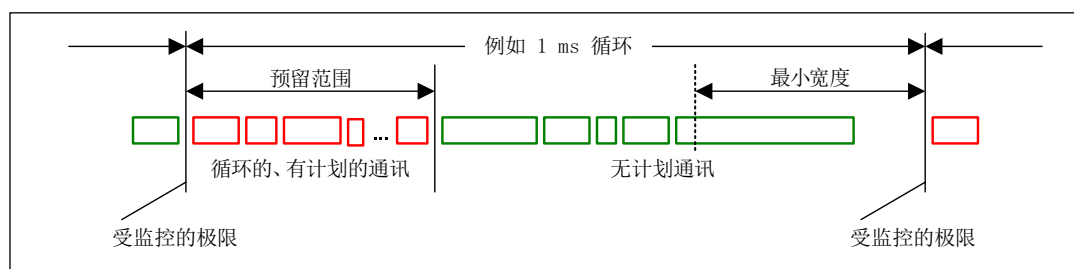 例如 1 ms 循环
预留范围
最小宽度
...
循环的、有计划的通讯
无计划通讯
受监控的极限
受监控的极限